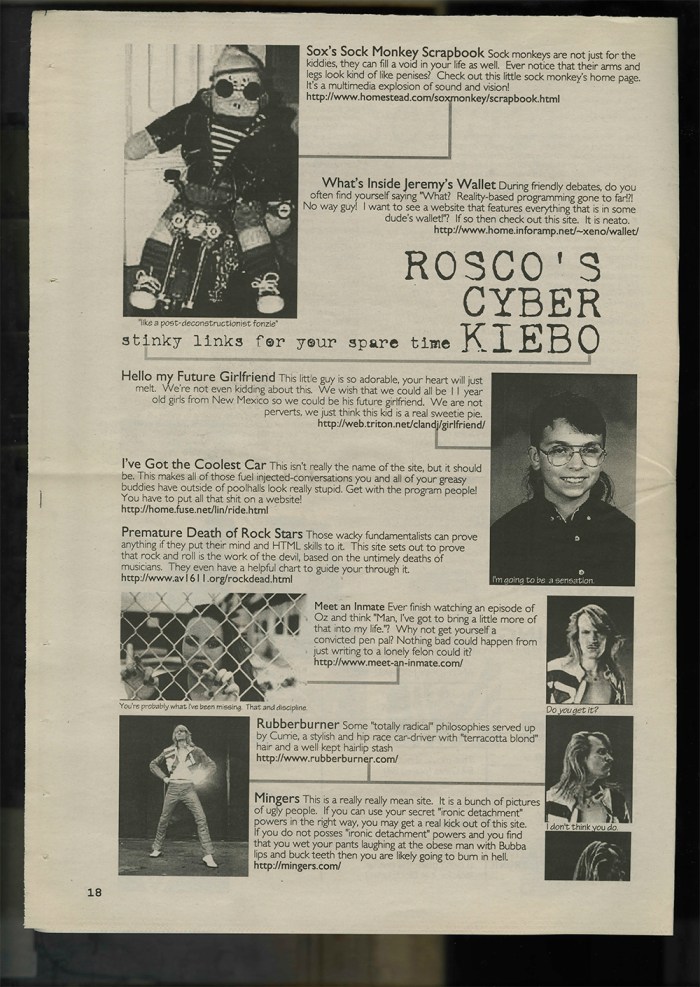 Sox's Sock Monkey Scrapbook Sock monkeys are not just for the
kiddies, they can fill a void in your life as well. Ever notice that their arms and
legs look kind of like penises? Check out this little sock monkey's home page.
It's a multimedia explosion of sound and vision!
http://www.homestead.com/soxmonkey/scrapbook.html
What's Inside Jeremy's Wallet During friendly debates, do you
often find yourself saying "What? Reality-based programming gone to far!?!
No way guy! I want to see a website that features everything that is in some
dude's wallet!"? If so then check out this site. It is neato.
http://www.home.inforamp.net/~xeno/wallet/
ROSCO'S
CYBER
KIEBO
"like a post-deconstructionist fonzie"
stinky links for your spare time
Hello my Future Girlfriend This little guy is so adorable, your heart will just
melt. We're not even kidding about this. We wish that we could all be 11 year
old girls from New Mexico so we could be his future girlfriend. We are not
perverts, we just think this kid is a real sweetie pie.
http://web.triton.net/clandj/girlfriend/
I've Got the Coolest Car This isn't really the name of the site, but it should
be. This makes all of those fuel injected-conversations you and all of your greasy
buddies have outside of poolhalls look really stupid. Get with the program people!
You have to put all that shit on a website!
http://home.fuse.net/lin/ride.html
Premature Death of Rock Stars Those wacky fundamentalists can prove
anything if they put their mind and HTML skills to it. This site sets out to prove
that rock and roll is the work of the devil, based on the untimely deaths of
musicians. They even have a helpful chart to guide your through it.
http://www.av1611.org/rockdead.html
I'm going to be a sensation.
Meet an Inmate Ever finish watching an episode of
Oz and think "Man, I've got to bring a little more of
that into my life."? Why not get yourself a
convicted pen pal? Nothing bad could happen from
just writing to a lonely felon could it?
http://www.meet-an-inmate.com/
You're probably what I've been missing. That and discipline.
Do you get it?
Rubberburner Some "totally radical" philosophies served up
by Currie, a stylish and hip race car-driver with "terracotta blond"
hair and a well kept hairlip stash
http://www.rubberburner.com/
I don't think you do.
Mingers This is a really really mean site. It is a bunch of pictures
of ugly people. If you can use your secret "ironic detachment"
powers in the right way, you may get a real kick out of this site.
If you do not posses "ironic detachment" powers and you find
that you wet your pants laughing at the obese man with Bubba
lips and buck teeth then you are likely going to burn in hell.
http://mingers.com/
18